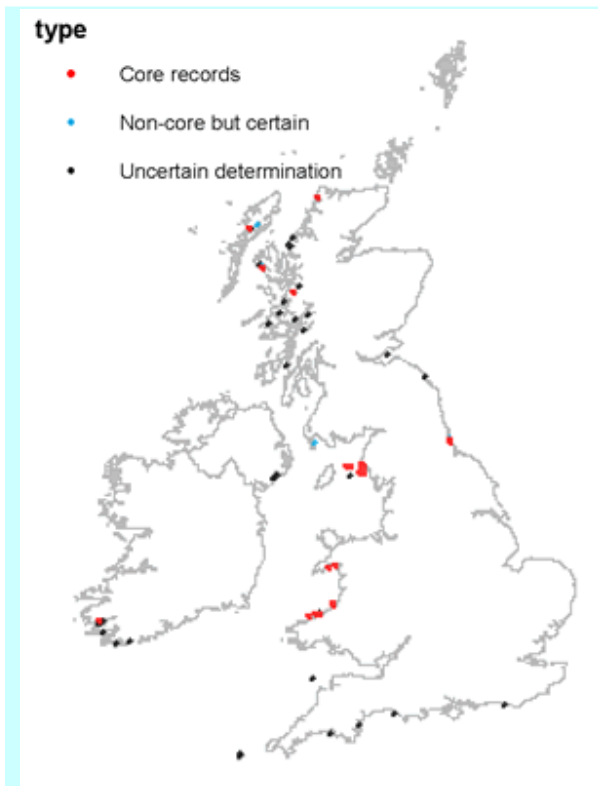 type
Core records
Non-core but certain
Uncertain determination